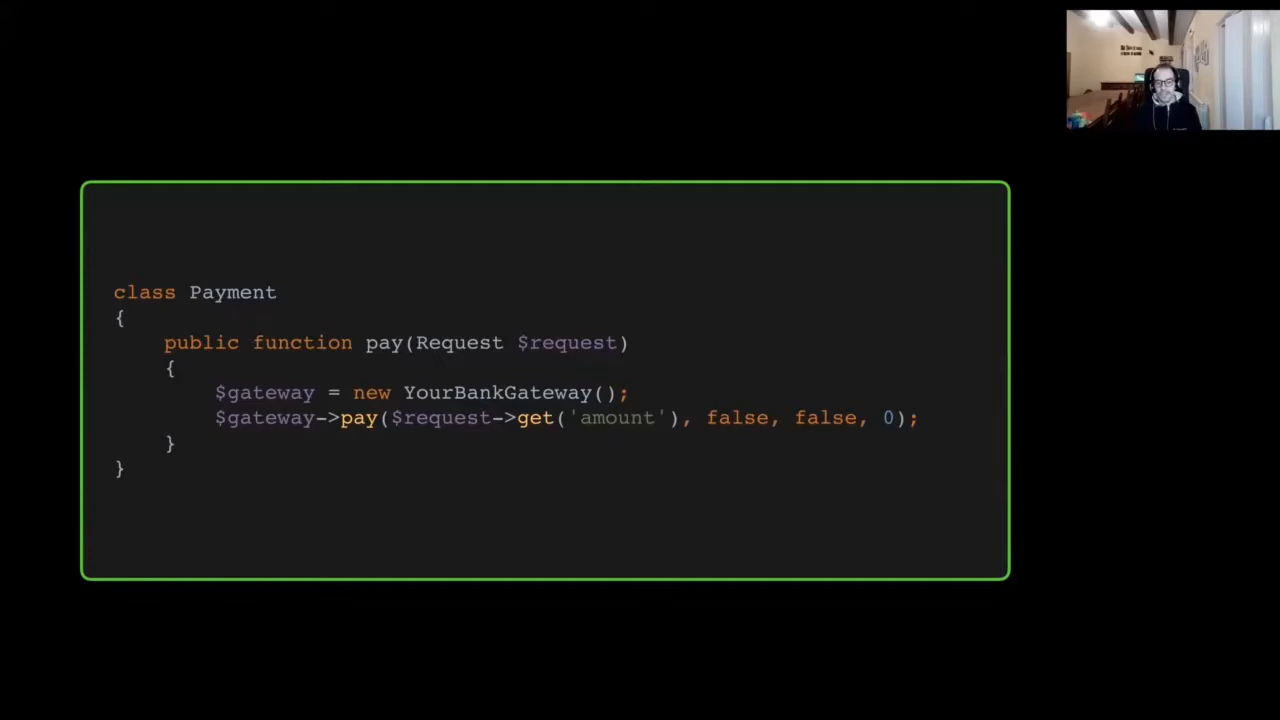 class Payment
{
    public function pay(Request $request)
    {
        $gateway = new YourBankGateway();
        $gateway->pay($request->get('amount'), false, false, 0);
    }
}